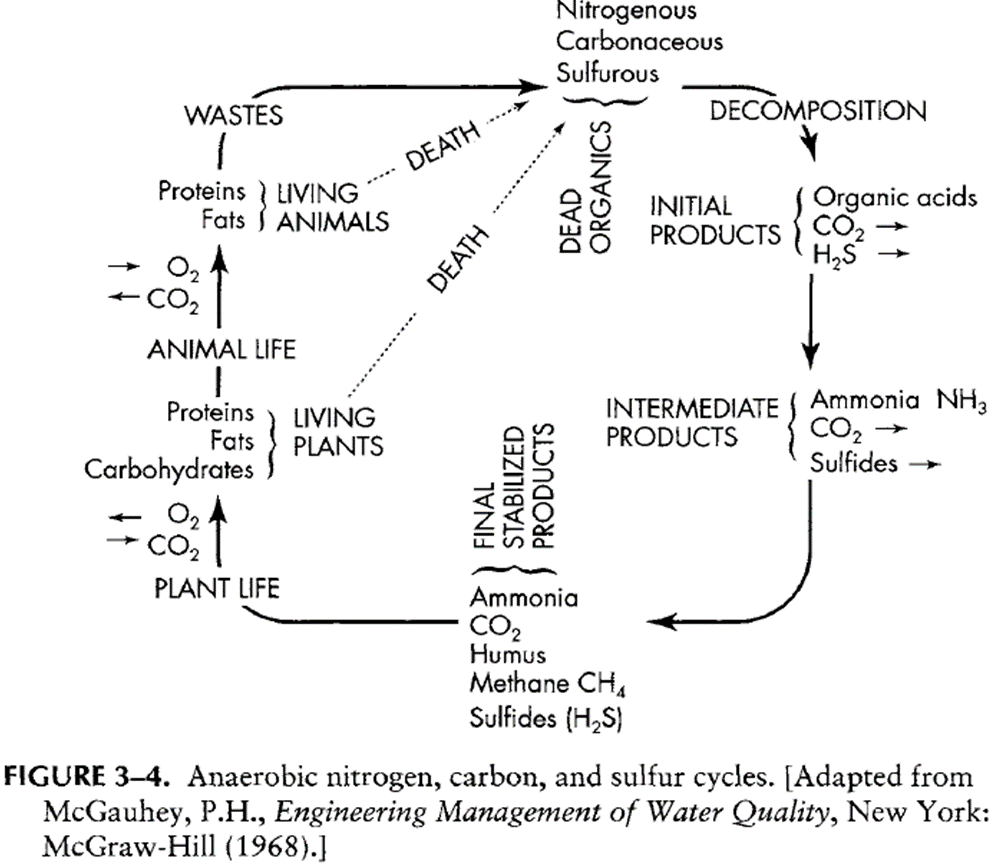 Nitrogenous
Carbonaceous
Sulfurous
WASTES
DECOMPOSITION
DEATH
DEATH
DEAD
ORGANICS
Proteins
Fats
LIVING
ANIMALS
INITIAL
PRODUCTS
Organic acids
CO₂ →
H₂S →
→ O₂
← CO₂
ANIMAL LIFE
Proteins
Fats
Carbohydrates
LIVING
PLANTS
INTERMEDIATE
PRODUCTS
Ammonia NH₃
CO₂ →
Sulfides →
← O₂
→ CO₂
PLANT LIFE
FINAL
STABILIZED
PRODUCTS
Ammonia
CO₂
Humus
Methane CH₄
Sulfides (H₂S)
FIGURE 3–4. Anaerobic nitrogen, carbon, and sulfur cycles. [Adapted from
McGauhey, P.H., Engineering Management of Water Quality, New York:
McGraw-Hill (1968).]